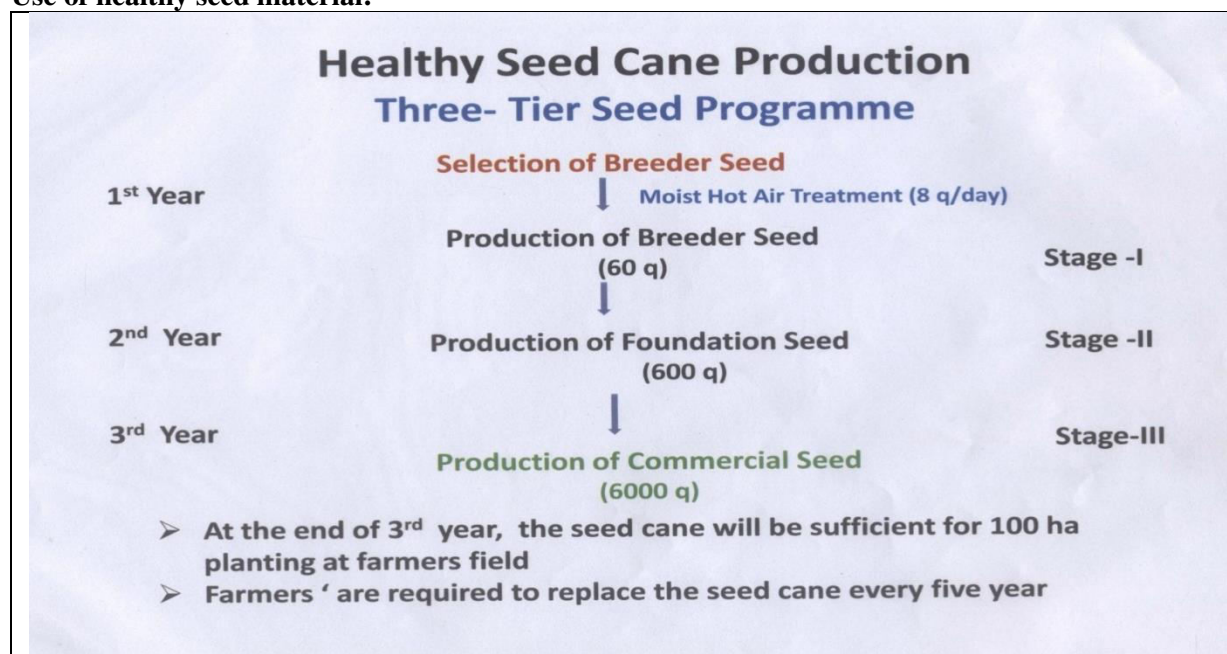 Use of healthy seed material:
Healthy Seed Cane Production
Three- Tier Seed Programme
Selection of Breeder Seed
1st Year
Moist Hot Air Treatment (8 q/day)
Production of Breeder Seed
(60 q)
Stage -I
2nd Year
Production of Foundation Seed
Stage -II
(600 q)
3rd Year
Stage-III
Production of Commercial Seed
(6000 q)
➢ At the end of 3rd year, the seed cane will be sufficient for 100 ha
planting at farmers field
➢ Farmers ‘ are required to replace the seed cane every five year